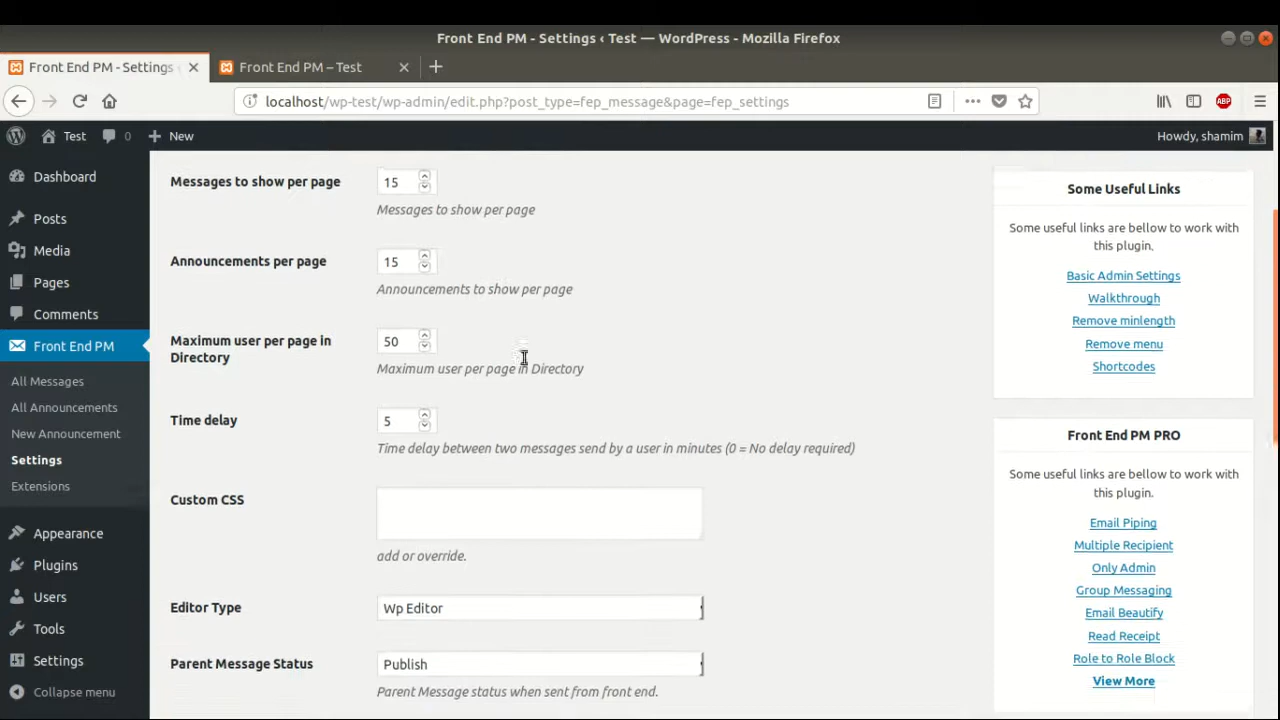 Front End PM - Settings ‹ Test — WordPress - Mozilla Firefox
Front End PM - Settings ‹
Front End PM – Test
localhost/wp-test/wp-admin/edit.php?post_type=fep_message&page=fep_settings
ABP
Test
0
New
Howdy, shamim
Dashboard
Posts
Media
Pages
Comments
Front End PM
All Messages
All Announcements
New Announcement
Settings
Extensions
Appearance
Plugins
Users
Tools
Settings
Collapse menu
Messages to show per page
15
Messages to show per page
Announcements per page
15
Announcements to show per page
Maximum user per page in
Directory
50
Maximum user per page in Directory
Time delay
5
Time delay between two messages send by a user in minutes (0 = No delay required)
Custom CSS
add or override.
Editor Type
Wp Editor
Parent Message Status
Publish
Parent Message status when sent from front end.
Some Useful Links
Some useful links are bellow to work with
this plugin.
Basic Admin Settings
Walkthrough
Remove minlength
Remove menu
Shortcodes
Front End PM PRO
Some useful links are bellow to work with
this plugin.
Email Piping
Multiple Recipient
Only Admin
Group Messaging
Email Beautify
Read Receipt
Role to Role Block
View More